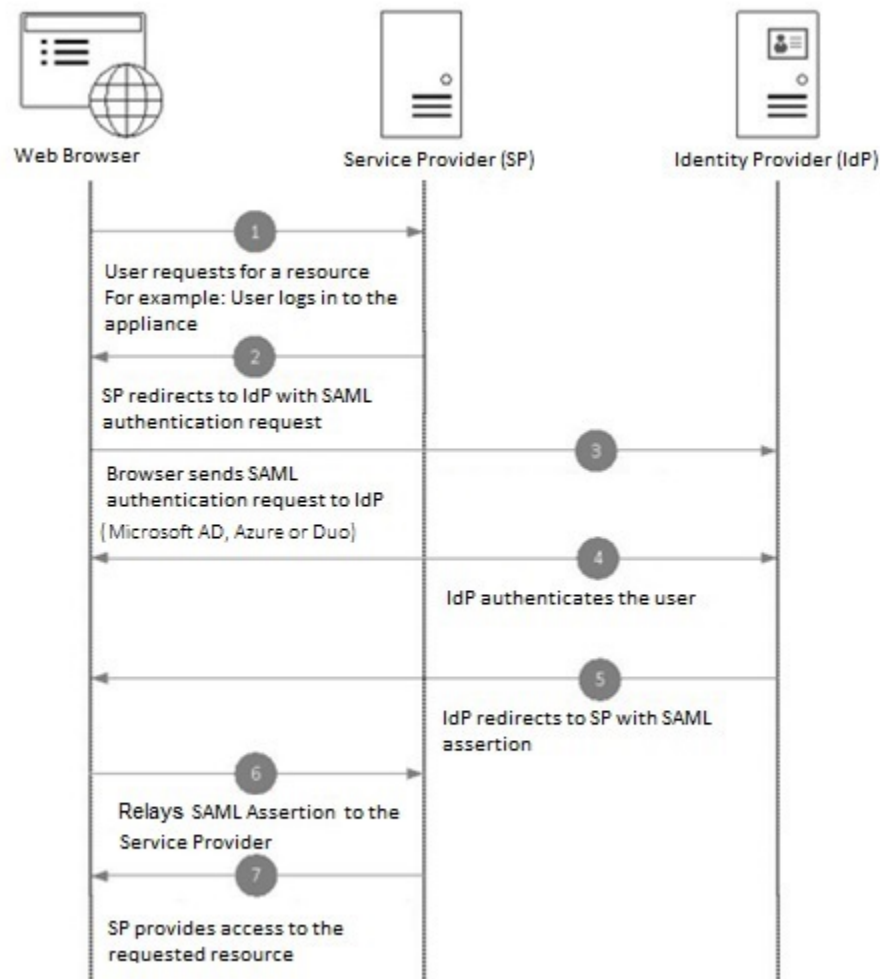 Web Browser
Service Provider (SP)
Identity Provider (IdP)
1
User requests for a resource
For example: User logs in to the
appliance
2
SP redirects to IdP with SAML
authentication request
3
Browser sends SAML
authentication request to IdP
(Microsoft AD, Azure or Duo)
4
IdP authenticates the user
5
IdP redirects to SP with SAML
assertion
6
Relays SAML Assertion to the
Service Provider
7
SP provides access to the
requested resource